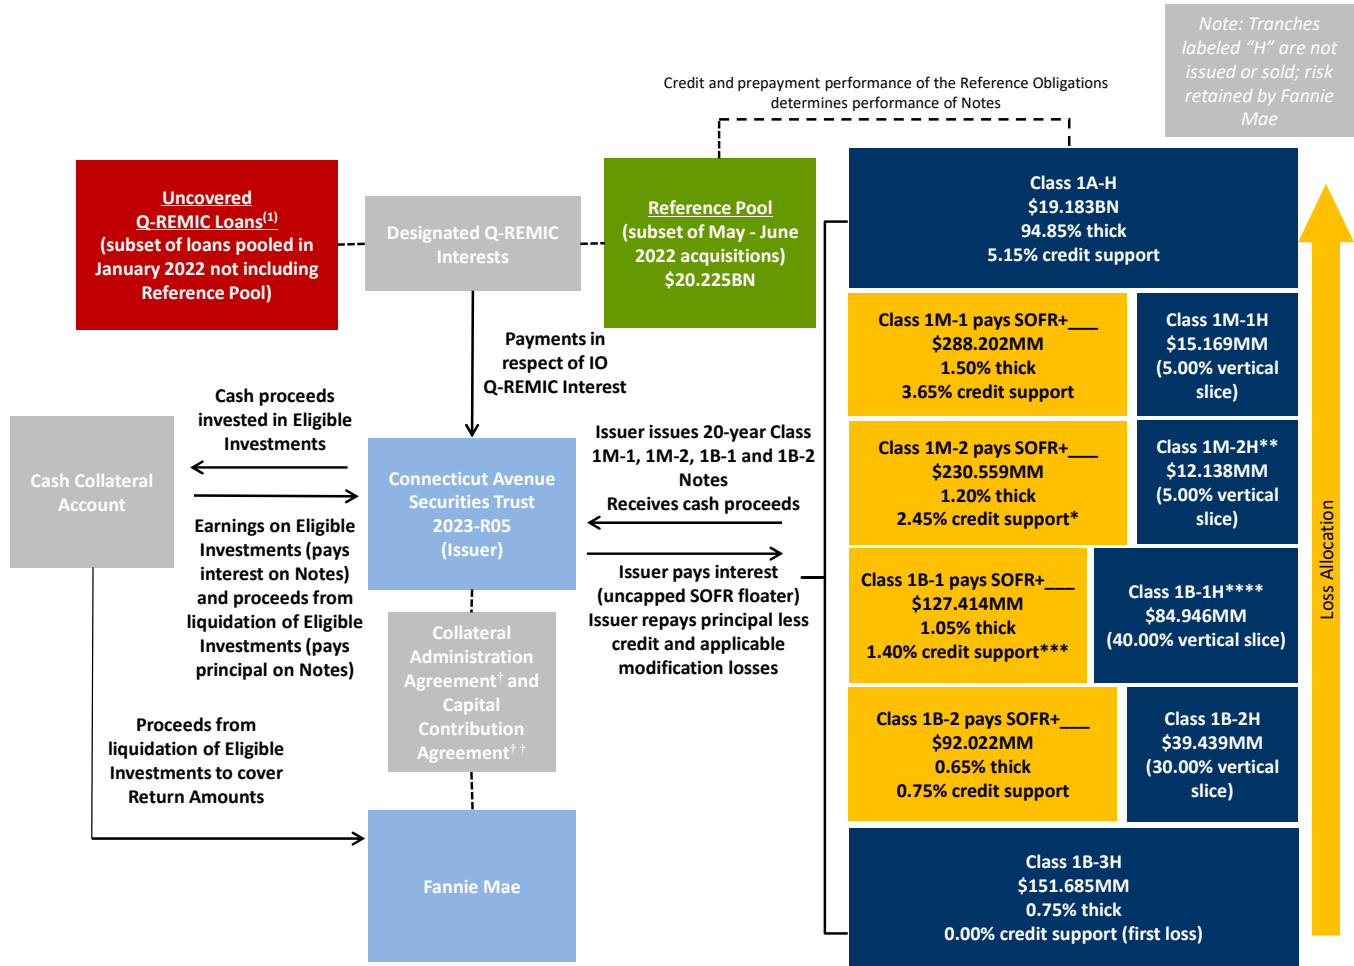 Note: Tranches
labeled “H” are not
issued or sold; risk
retained by Fannie
Mae
Credit and prepayment performance of the Reference Obligations
determines performance of Notes
Uncovered
Q-REMIC Loans(1)
(subset of loans pooled in
January 2022 not including
Reference Pool)
Designated Q-REMIC
Interests
Reference Pool
(subset of May - June
2022 acquisitions)
$20.225BN
Class 1A-H
$19.183BN
94.85% thick
5.15% credit support
Payments in
respect of IO
Q-REMIC Interest
Class 1M-1 pays SOFR+___
$288.202MM
1.50% thick
3.65% credit support
Class 1M-1H
$15.169MM
(5.00% vertical
slice)
Cash proceeds
invested in Eligible
Investments
Cash Collateral
Account
Connecticut Avenue
Securities Trust
2023-R05
(Issuer)
Issuer issues 20-year Class
1M-1, 1M-2, 1B-1 and 1B-2
Notes
Receives cash proceeds
Class 1M-2 pays SOFR+___
$230.559MM
1.20% thick
2.45% credit support*
Class 1M-2H**
$12.138MM
(5.00% vertical
slice)
Earnings on Eligible
Investments (pays
interest on Notes)
and proceeds from
liquidation of Eligible
Investments (pays
principal on Notes)
Issuer pays interest
(uncapped SOFR floater)
Issuer repays principal less
credit and applicable
modification losses
Class 1B-1 pays SOFR+___
$127.414MM
1.05% thick
1.40% credit support***
Class 1B-1H****
$84.946MM
(40.00% vertical slice)
Loss Allocation
Collateral
Administration
Agreement† and
Capital
Contribution
Agreement††
Proceeds from
liquidation of Eligible
Investments to cover
Return Amounts
Class 1B-2 pays SOFR+___
$92.022MM
0.65% thick
0.75% credit support
Class 1B-2H
$39.439MM
(30.00% vertical
slice)
Fannie Mae
Class 1B-3H
$151.685MM
0.75% thick
0.00% credit support (first loss)